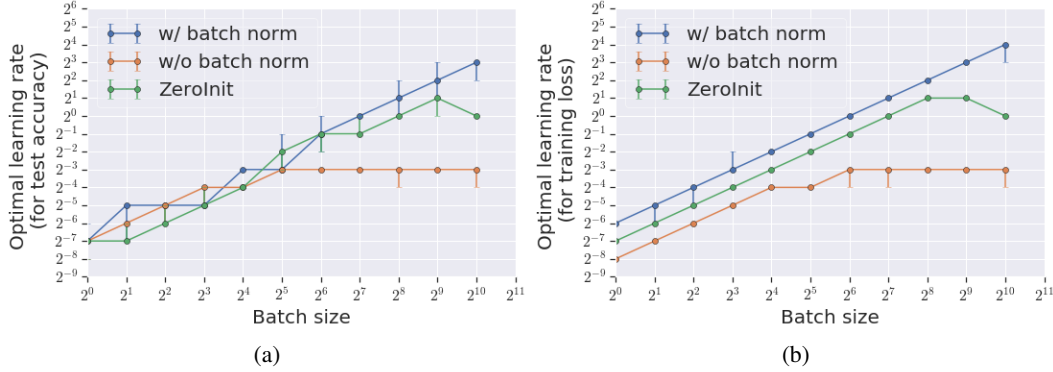 Optimal learning rate
(for test accuracy)
2^5
2^6
2^5
2^4
2^3
2^2
2^1
2^0
2^−1
2^−2
2^−3
2^−4
2^−5
2^−6
2^−7
2^−8
2^−9
w/ batch norm
w/o batch norm
ZeroInit
2^0 2^1 2^2 2^3 2^4 2^5 2^6 2^7 2^8 2^9 2^10 2^11
Batch size
(a)
Optimal learning rate
(for training loss)
2^6
2^5
2^4
2^3
2^2
2^1
2^0
2^−1
2^−2
2^−3
2^−4
2^−5
2^−6
2^−7
2^−8
2^−9
w/ batch norm
w/o batch norm
ZeroInit
2^0 2^1 2^2 2^3 2^4 2^5 2^6 2^7 2^8 2^9 2^10 2^11
Batch size
(b)